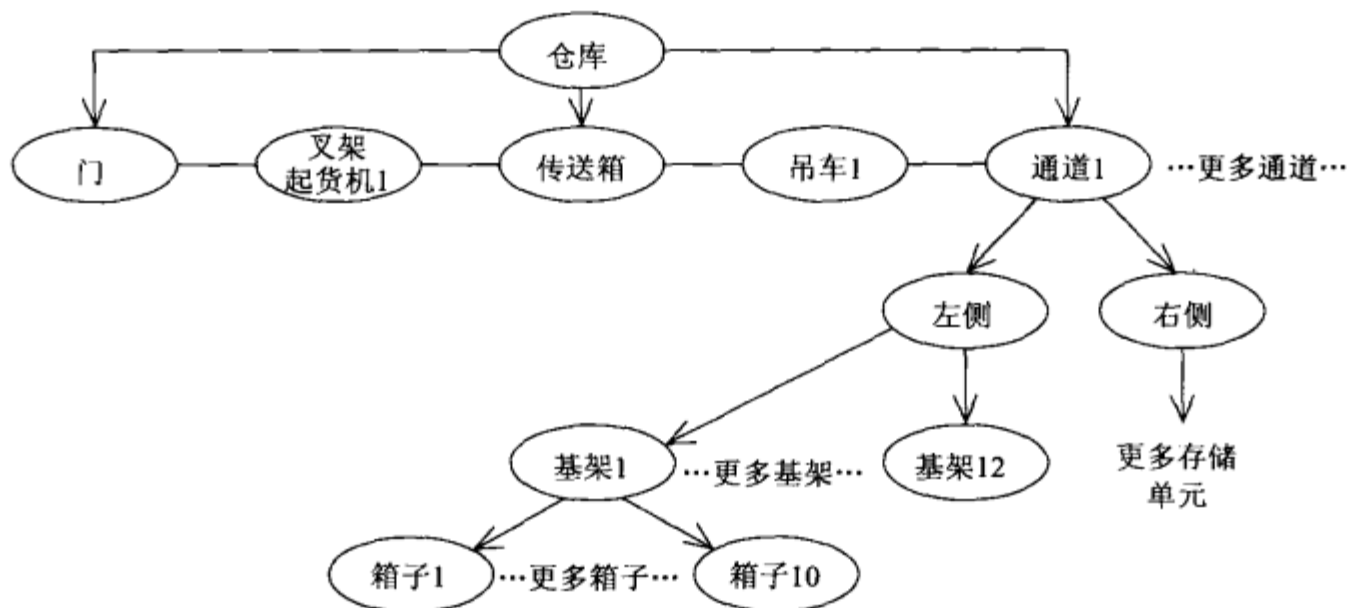 仓库
门
叉架
起货机1
传送箱
吊车1
通道1
…更多通道…
左侧
右侧
基架1
…更多基架…
基架12
更多存储
单元
箱子1
…更多箱子…
箱子10